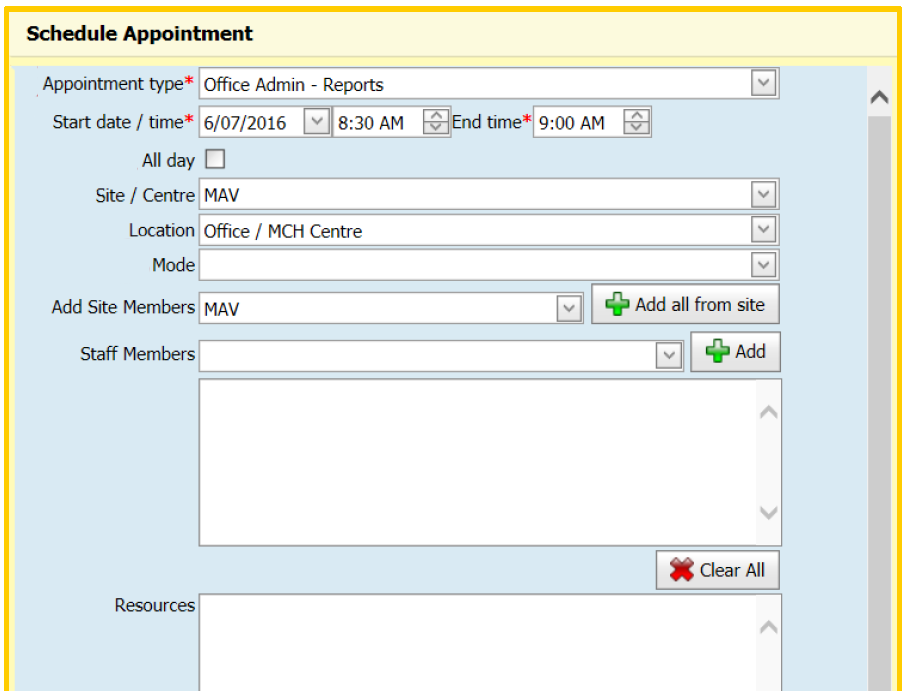 Schedule Appointment
Appointment type* Office Admin - Reports
Start date / time* 6/07/2016 8:30 AM End time* 9:00 AM
All day
Site / Centre MAV
Location Office / MCH Centre
Mode
Add Site Members MAV Add all from site
Staff Members Add
Clear All
Resources